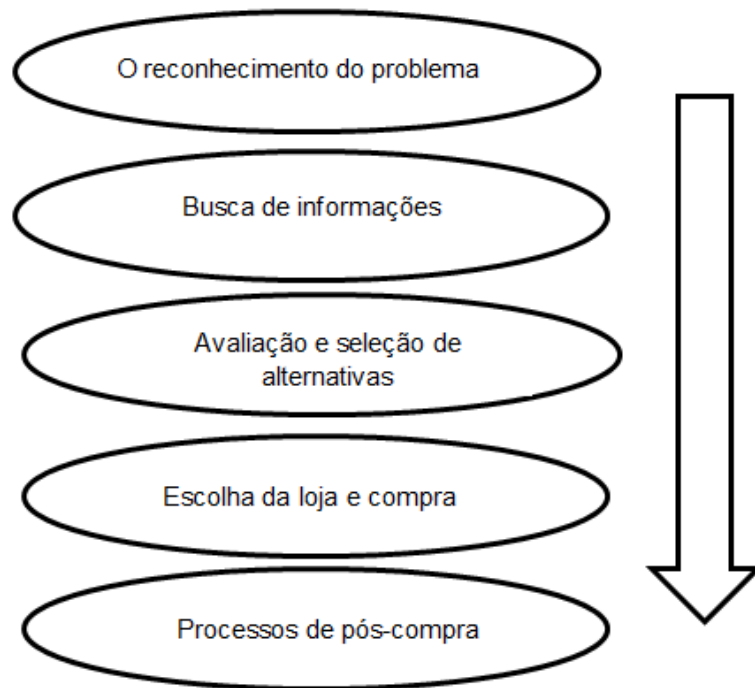 O reconhecimento do problema
Busca de informações
Avaliação e seleção de
alternativas
Escolha da loja e compra
Processos de pós-compra